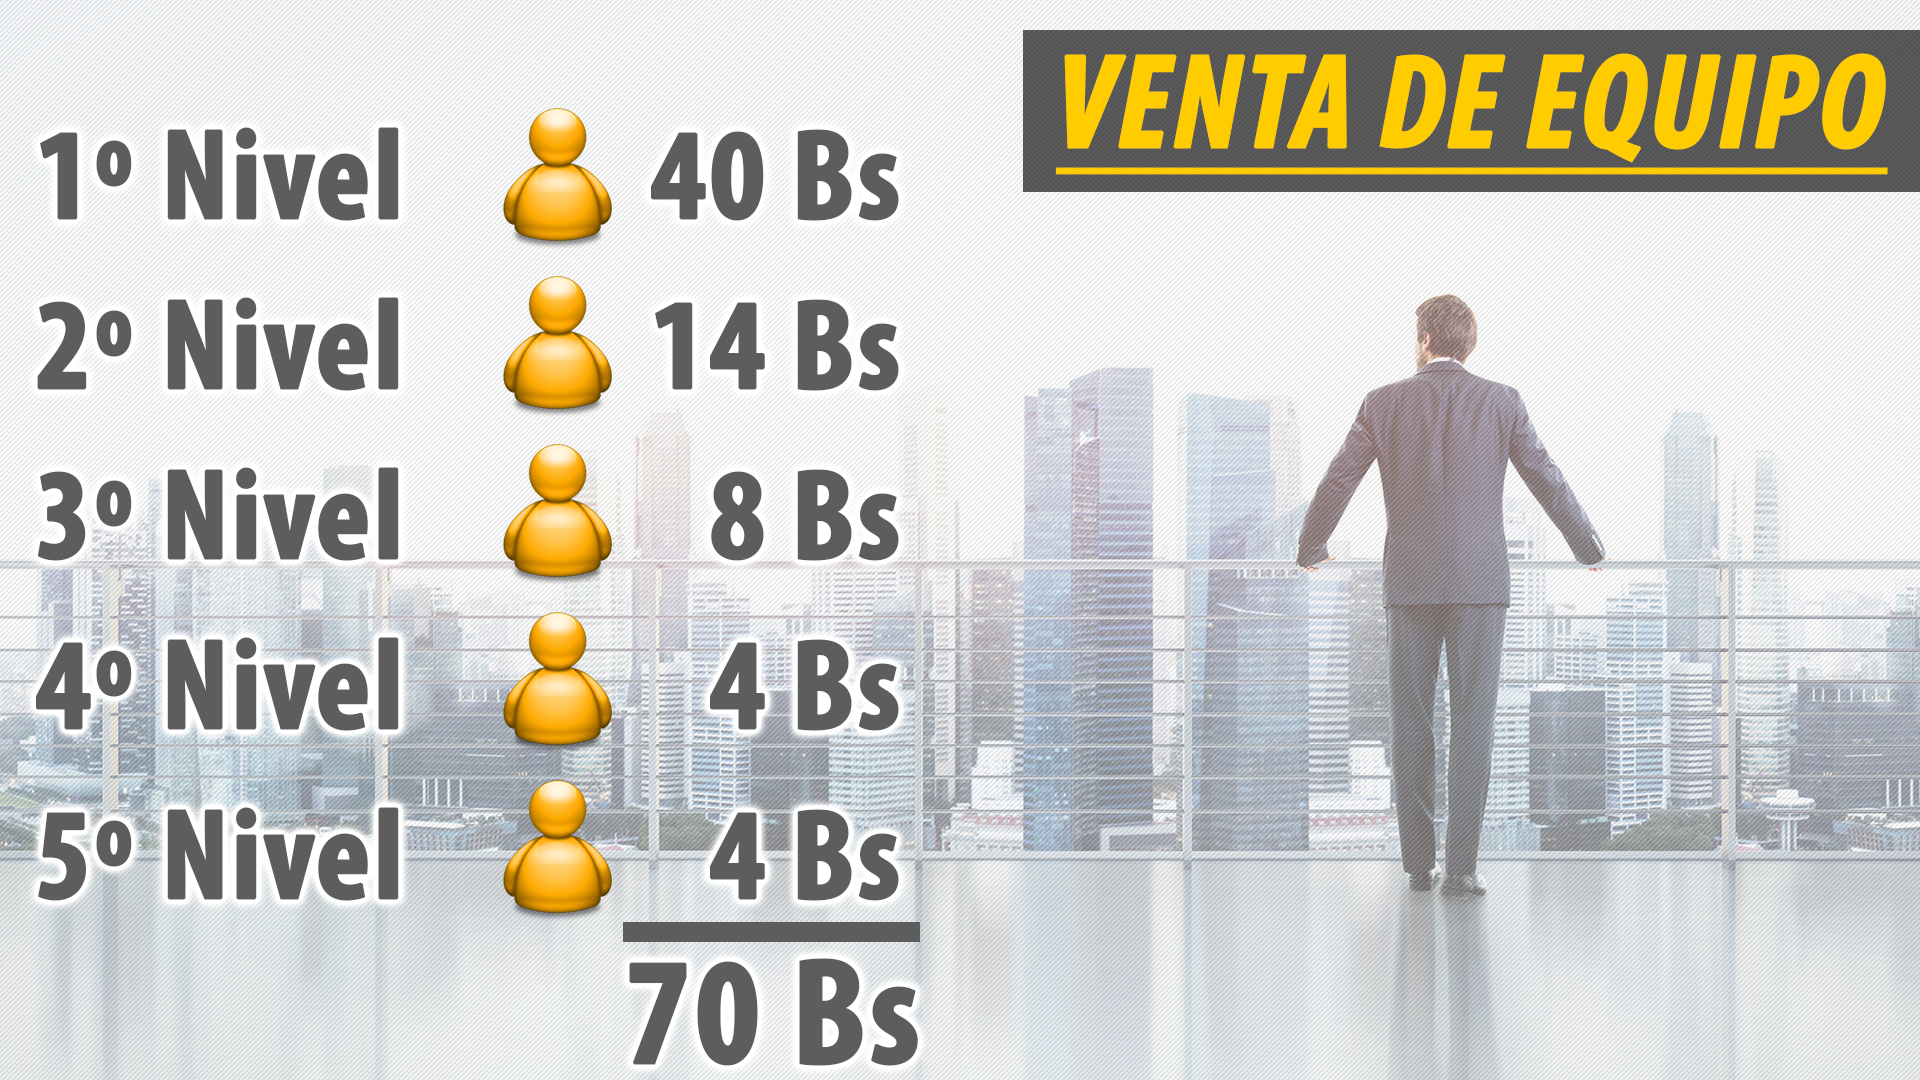 VENTA DE EQUIPO
1º Nivel 40 Bs
2º Nivel 14 Bs
3º Nivel 8 Bs
4º Nivel 4 Bs
5º Nivel 4 Bs
70 Bs